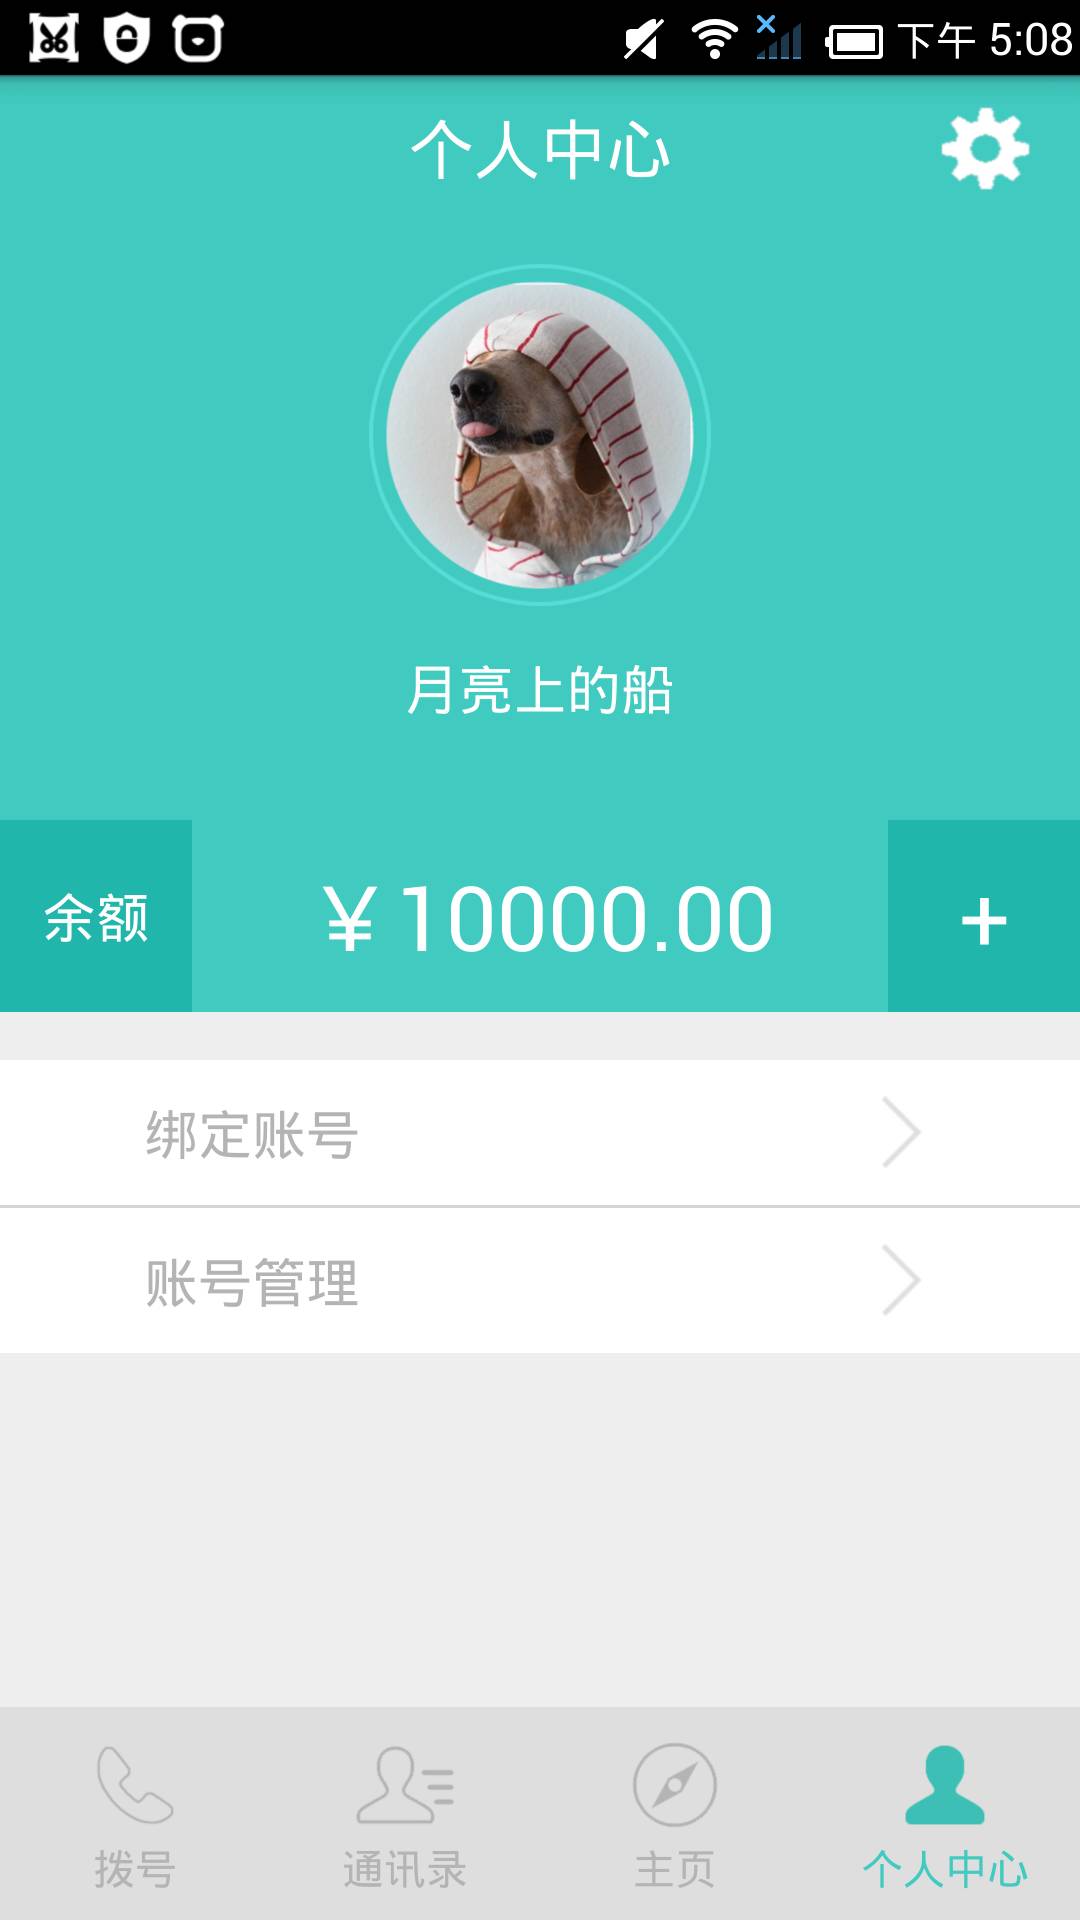 下午 5:08
个人中心
月亮上的船
余额
￥10000.00
+
绑定账号
账号管理
拨号
通讯录
主页
个人中心